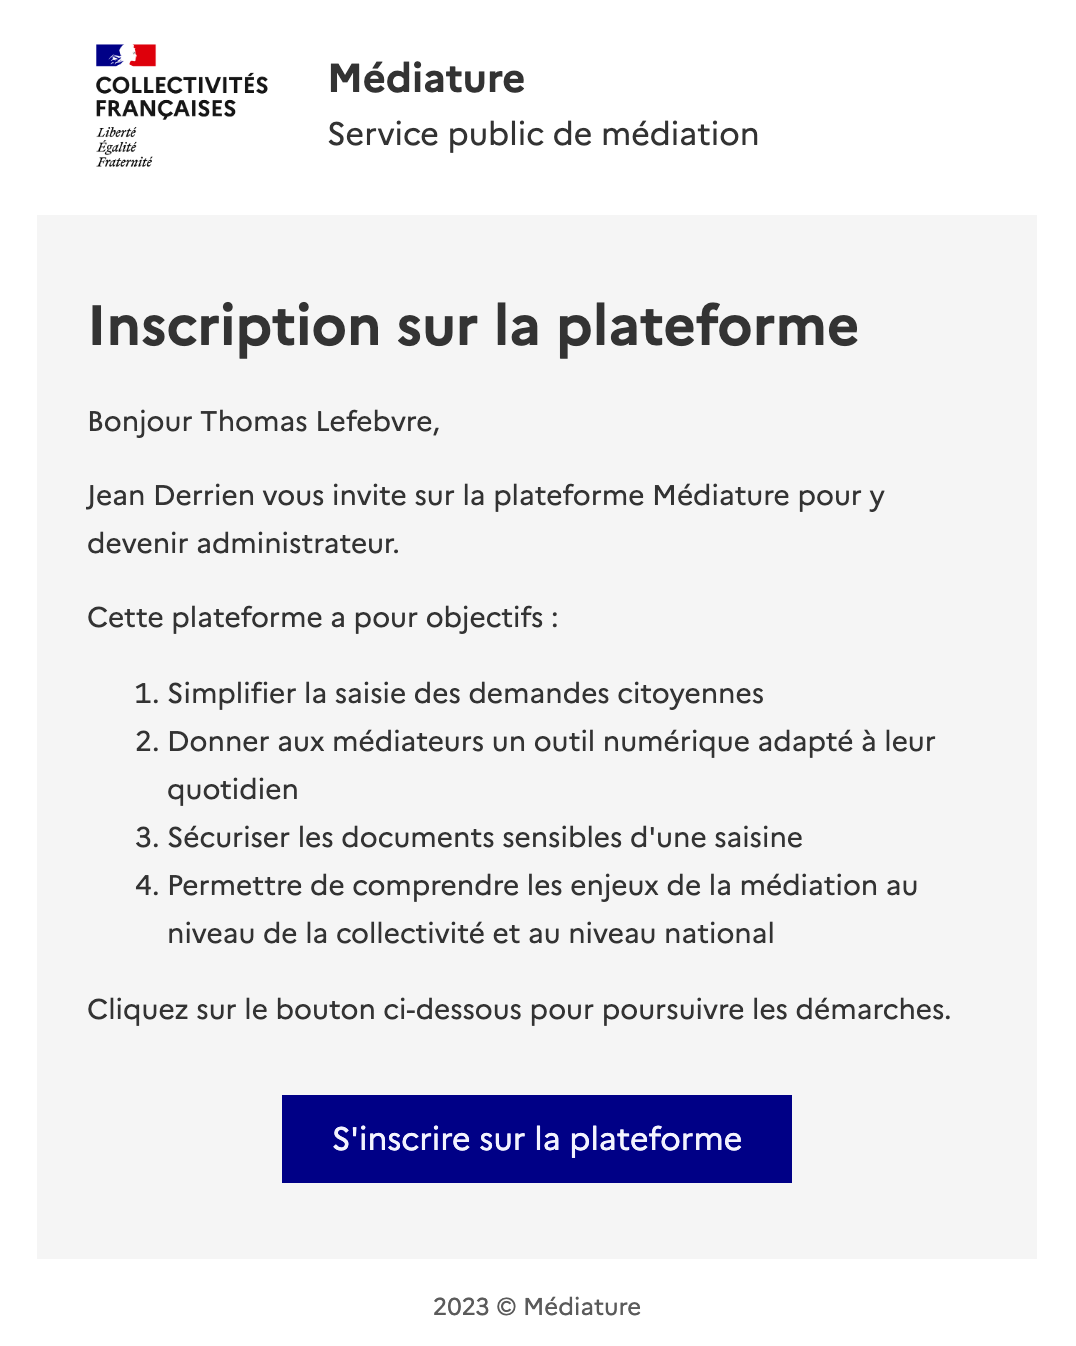 COLLECTIVITÉS
FRANÇAISES
Liberté
Égalité
Fraternité
Médiature
Service public de médiation
Inscription sur la plateforme
Bonjour Thomas Lefebvre,
Jean Derrien vous invite sur la plateforme Médiature pour y
devenir administrateur.
Cette plateforme a pour objectifs :
1. Simplifier la saisie des demandes citoyennes
2. Donner aux médiateurs un outil numérique adapté à leur
quotidien
3. Sécuriser les documents sensibles d'une saisine
4. Permettre de comprendre les enjeux de la médiation au
niveau de la collectivité et au niveau national
Cliquez sur le bouton ci-dessous pour poursuivre les démarches.
S'inscrire sur la plateforme
2023 © Médiature